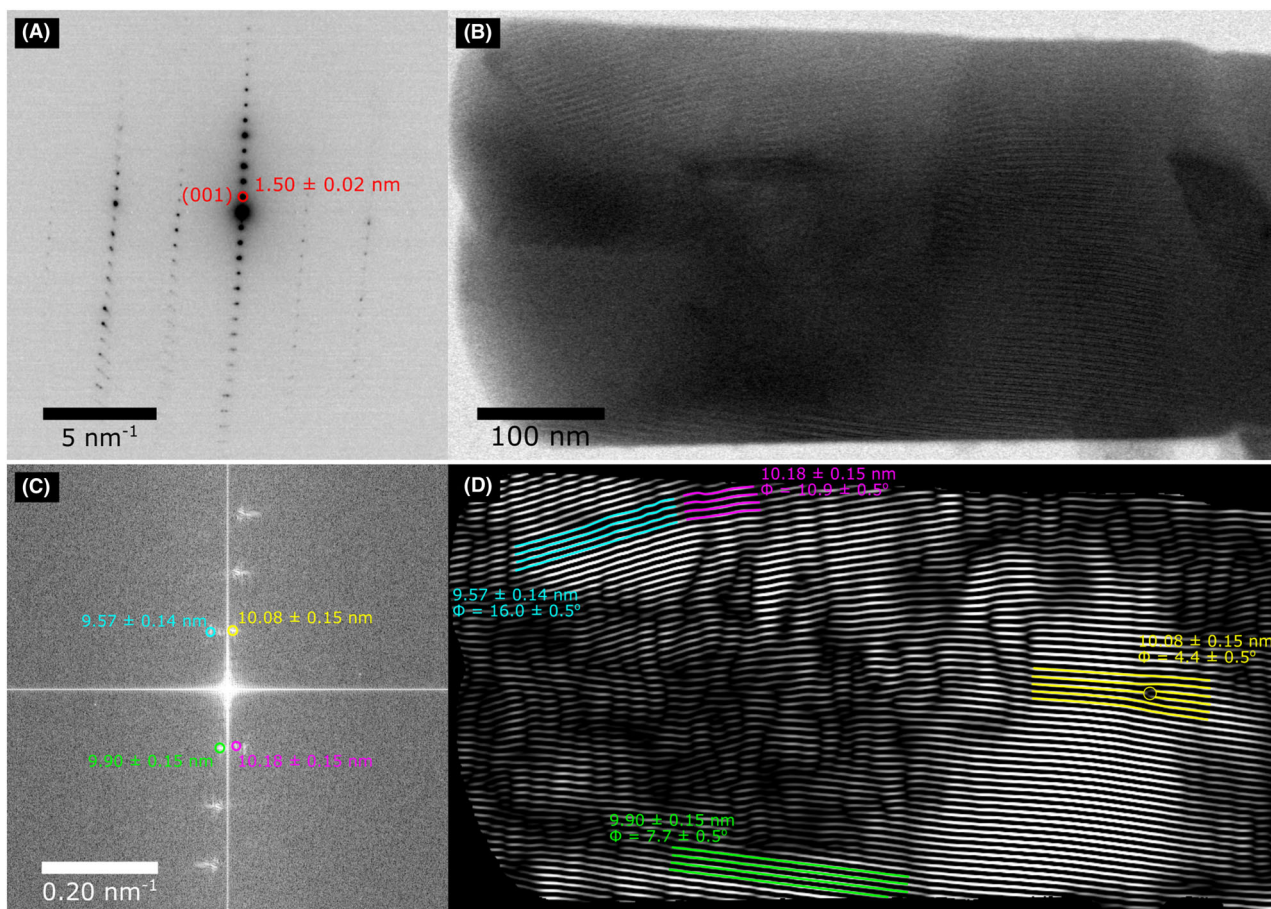 (A)
(001)
1.50 ± 0.02 nm
5 nm-1
(B)
100 nm
(C)
9.57 ± 0.14 nm
10.08 ± 0.15 nm
9.90 ± 0.15 nm
10.18 ± 0.15 nm
0.20 nm-1
(D)
10.18 ± 0.15 nm
Φ = 10.9 ± 0.5°
9.57 ± 0.14 nm
Φ = 16.0 ± 0.5°
10.08 ± 0.15 nm
Φ = 4.4 ± 0.5°
9.90 ± 0.15 nm
Φ = 7.7 ± 0.5°